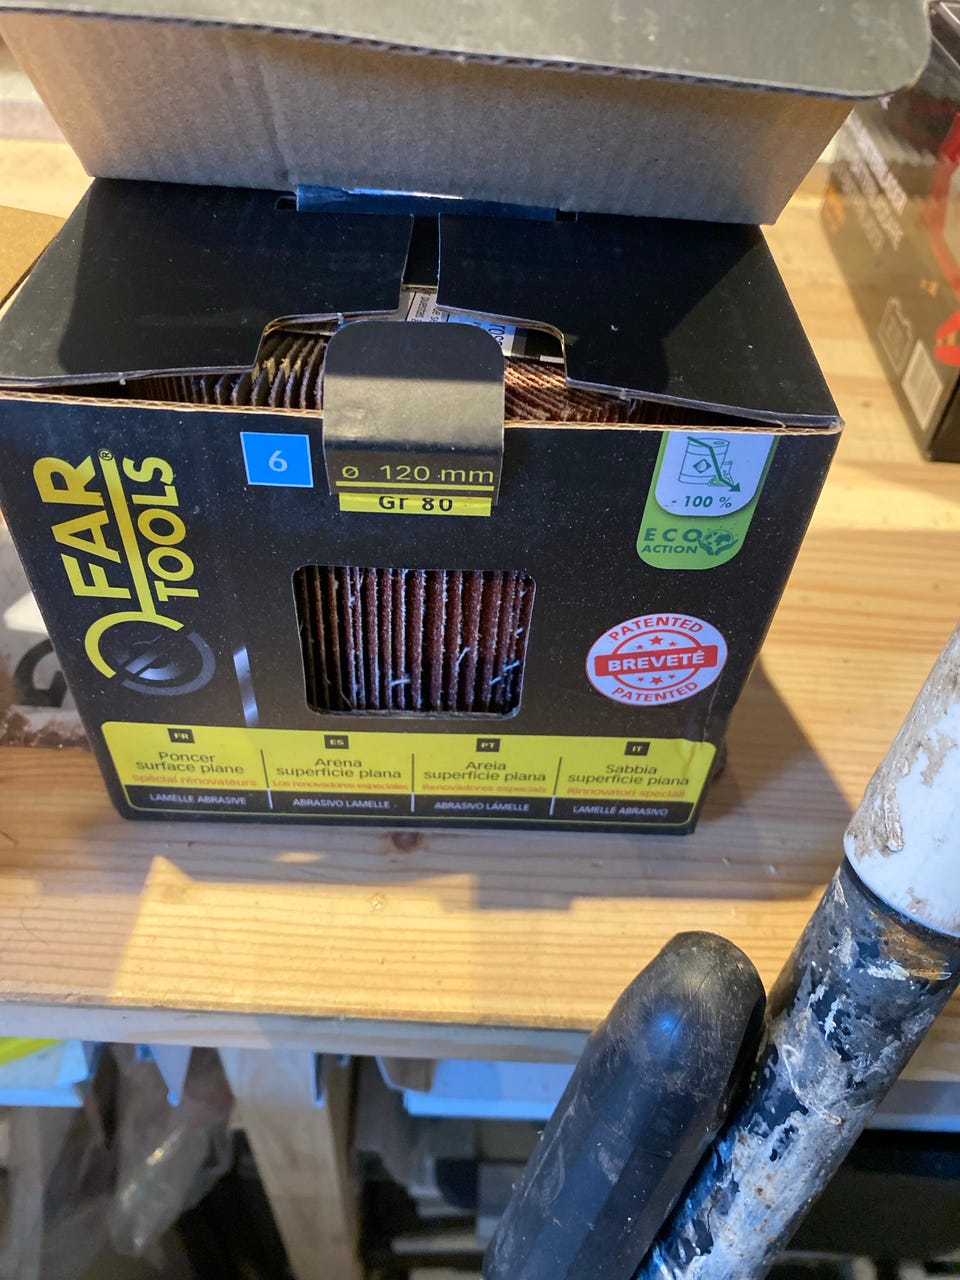 6
Ø 120 mm
Gr 80
FAR
TOOLS
®
- 100 %
ECO
ACTION
PATENTED
BREVETÉ
PATENTED
FR
Poncer
surface plane
Spécial rénovateurs
LAMELLE ABRASIVE
ES
Arena
superficie plana
Los renovadores especiales
ABRASIVO LAMELLE
PT
Areia
superficie plana
Renovadores especiais
ABRASIVO LAMELLE
IT
Sabbia
superficie piana
Rinnovatori speciali
LAMELLE ABRASIVO